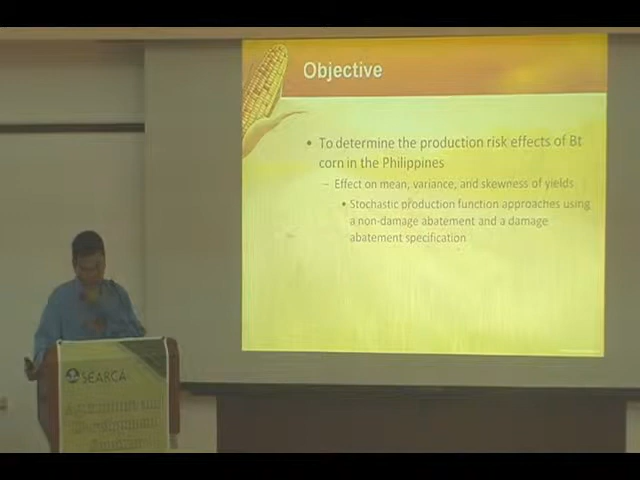 Objective
• To determine the production risk effects of Bt
corn in the Philippines
– Effect on mean, variance, and skewness of yields
• Stochastic production function approaches using
a non-damage abatement and a damage
abatement specification
SEARCA